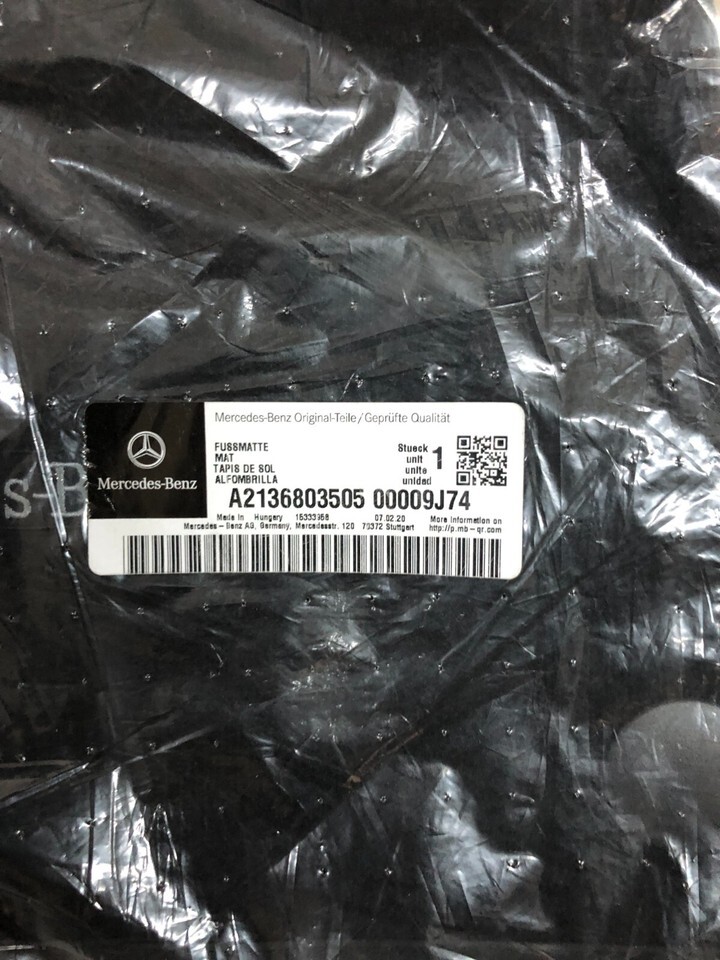 Mercedes-Benz Original-Teile/Geprüfte Qualität
FUSSMATTE
MAT
TAPIS DE SOL
ALFOMBRILLA
Stueck
unit
unite
unidad
1
Mercedes-Benz
A2136803505 00009J74
Made in Hungary 15333958 07.02.20 More Information on
Mercedes-Benz AG, Germany, Mercedesstr. 120 70372 Stuttgart http://p.mb-qr.com
s-B